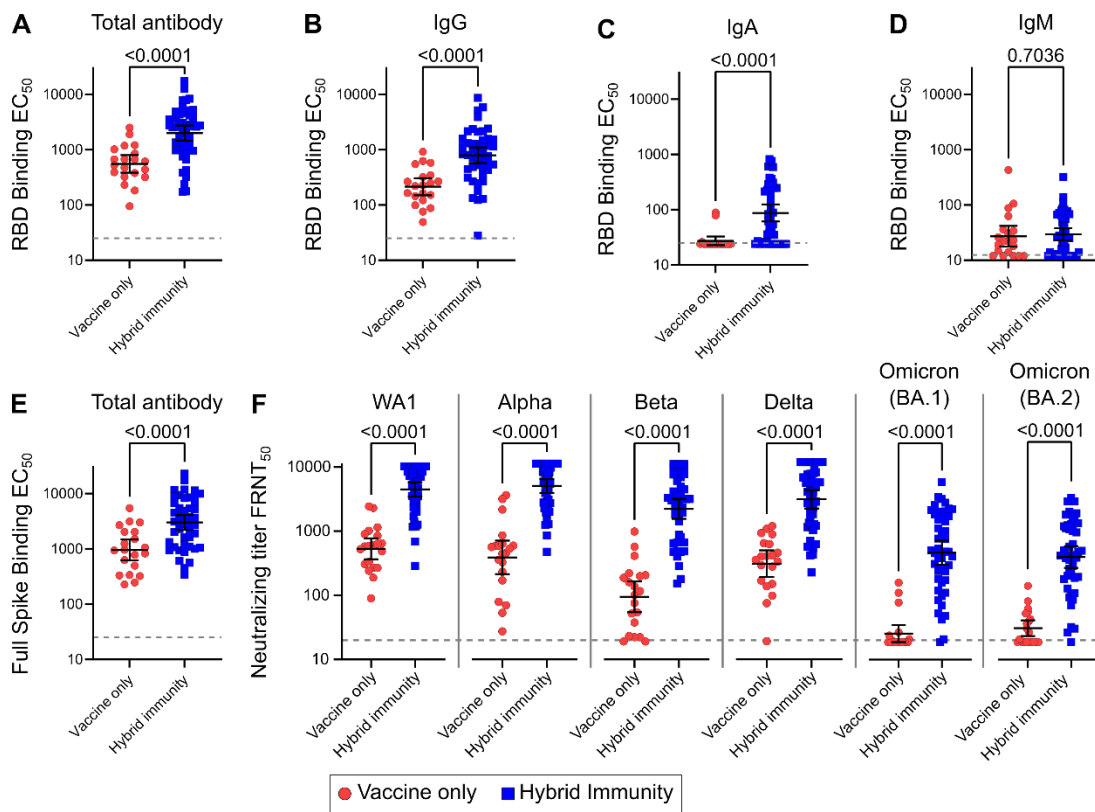 A
Total antibody
<0.0001
RBD Binding EC50
10000
1000
100
10
Vaccine only
Hybrid immunity
B
IgG
<0.0001
RBD Binding EC50
10000
1000
100
10
Vaccine only
Hybrid immunity
C
IgA
<0.0001
RBD Binding EC50
10000
1000
100
10
Vaccine only
Hybrid immunity
D
IgM
0.7036
RBD Binding EC50
10000
1000
100
10
Vaccine only
Hybrid immunity
E
Total antibody
<0.0001
Full Spike Binding EC50
10000
1000
100
10
Vaccine only
Hybrid immunity
F
Neutralizing titer FRNT50
10000
1000
100
10
WA1
<0.0001
Vaccine only
Hybrid immunity
Alpha
<0.0001
Vaccine only
Hybrid immunity
Beta
<0.0001
Vaccine only
Hybrid immunity
Delta
<0.0001
Vaccine only
Hybrid immunity
Omicron
(BA.1)
<0.0001
Vaccine only
Hybrid immunity
Omicron
(BA.2)
<0.0001
Vaccine only
Hybrid immunity
Vaccine only
Hybrid Immunity